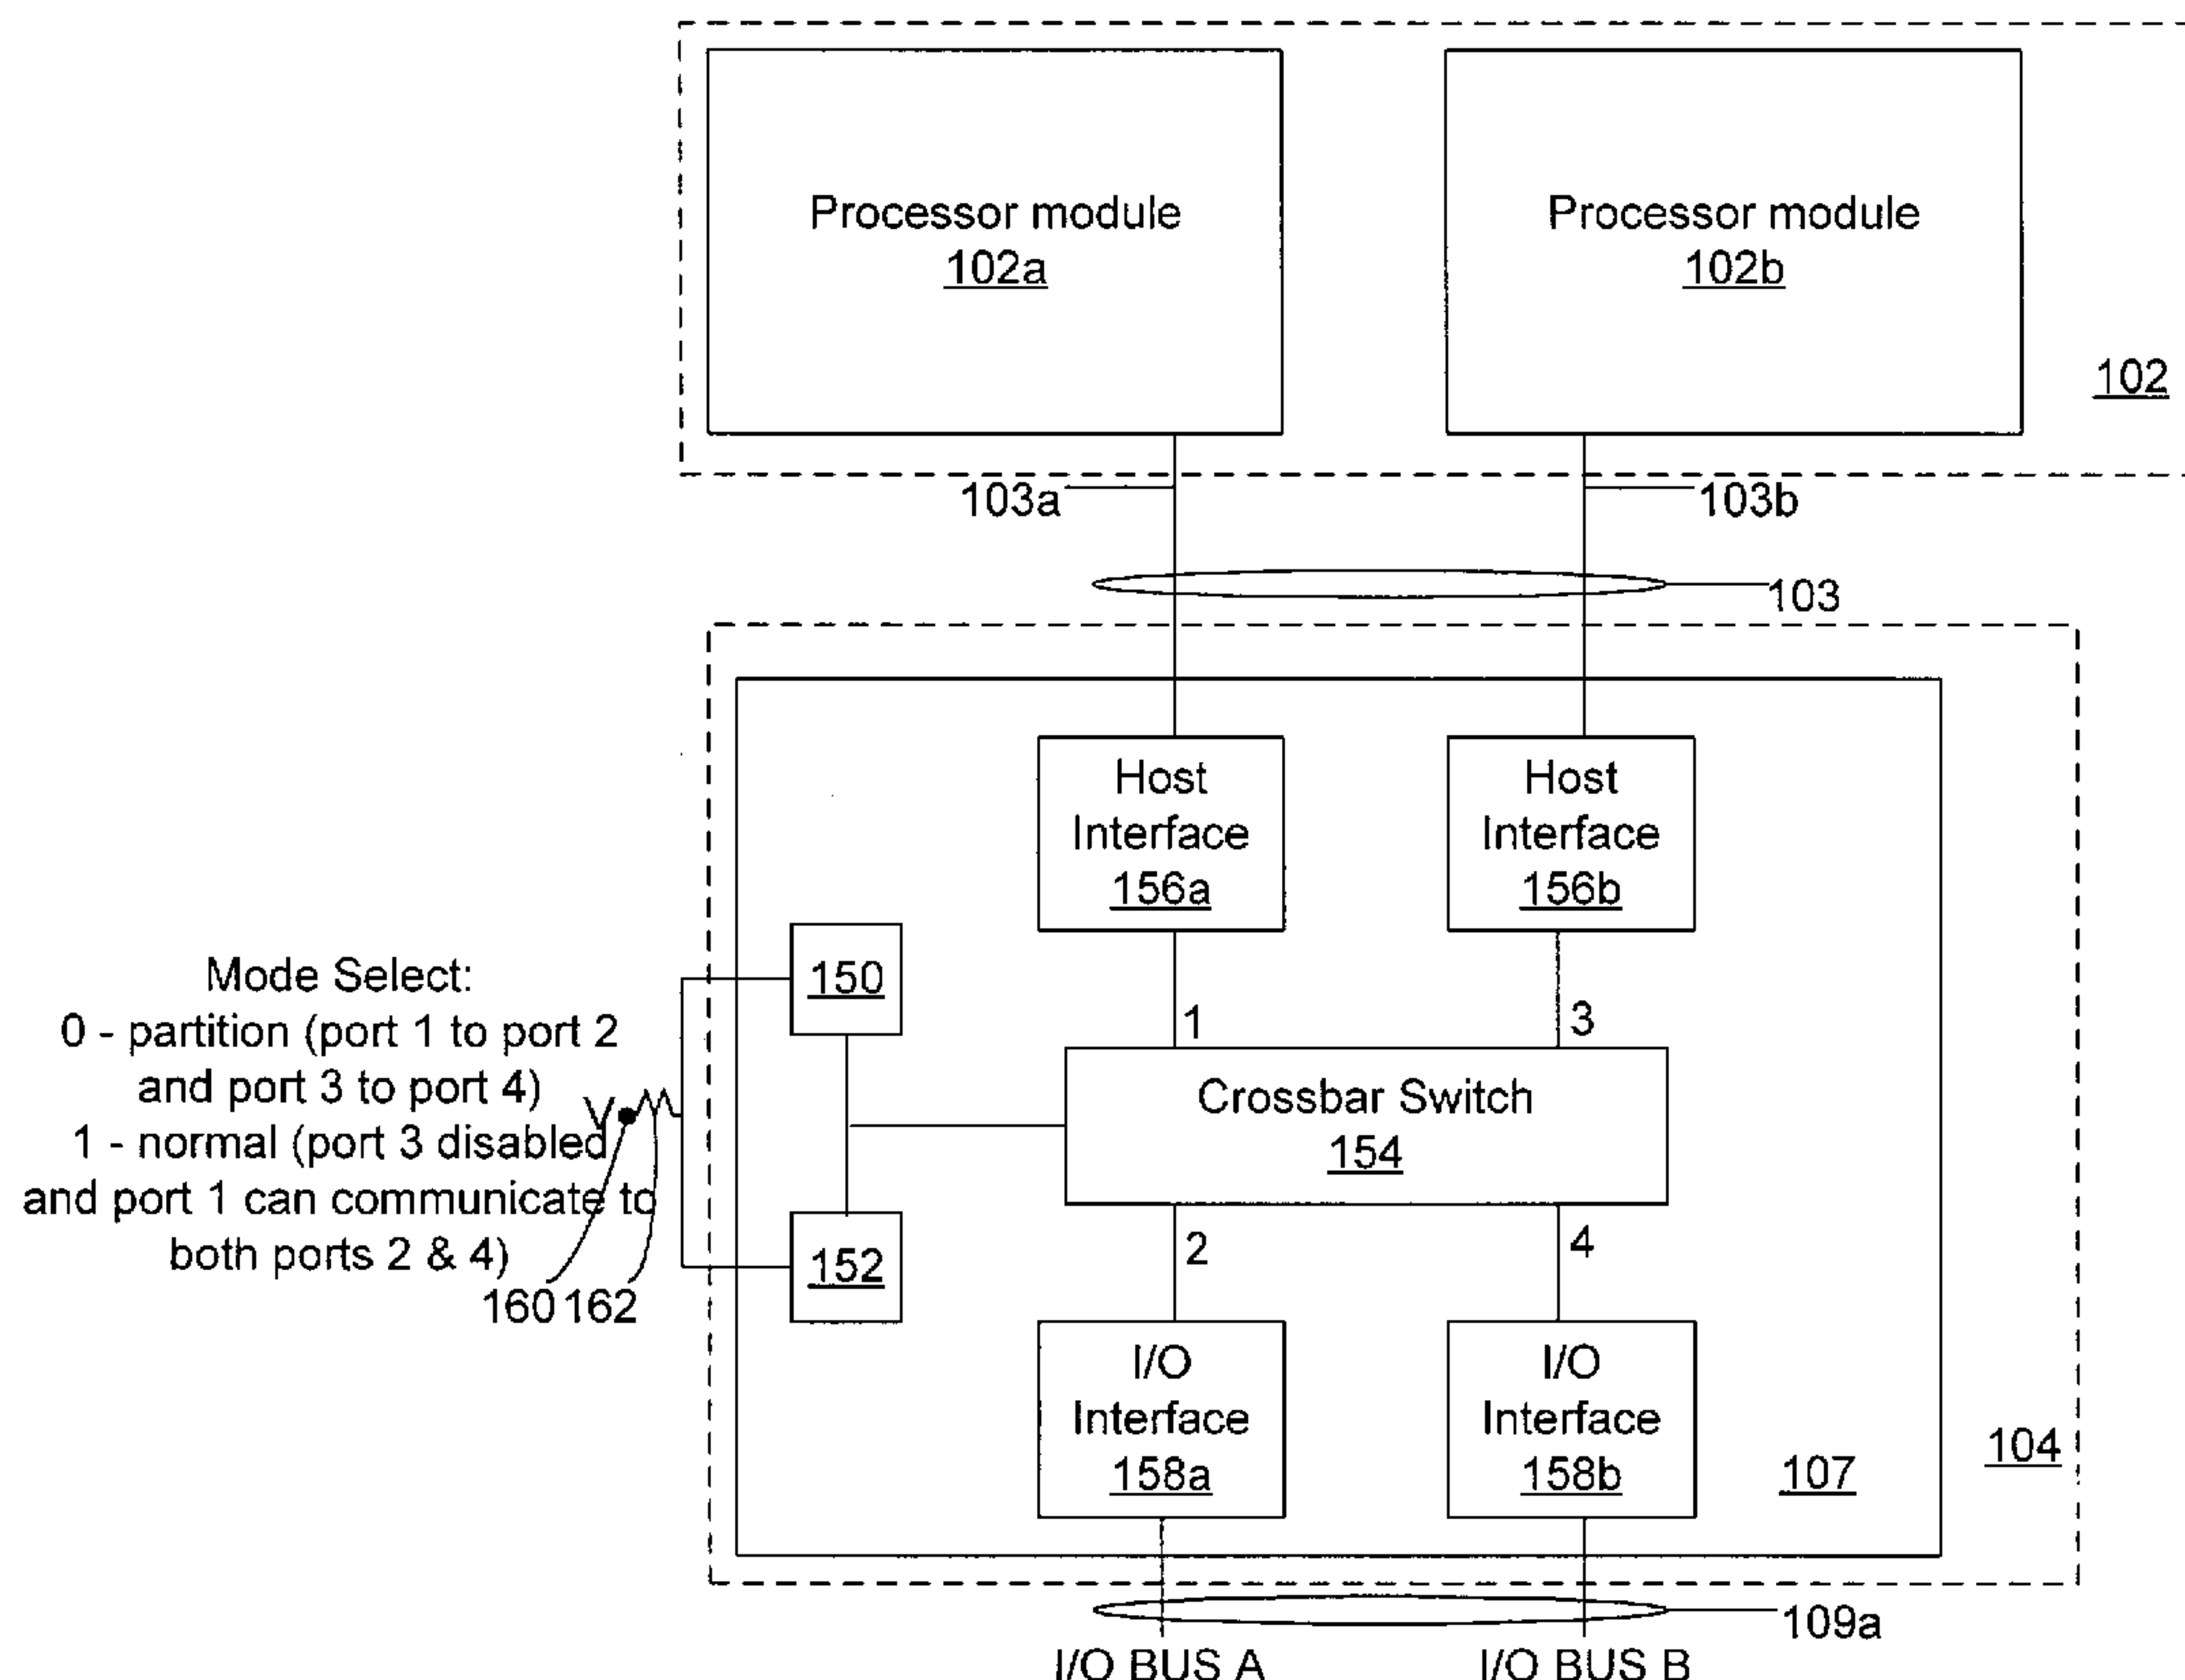 Processor module
102a
Processor module
102b
102
103a
103b
103
Host
Interface
156a
Host
Interface
156b
Mode Select:
0 - partition (port 1 to port 2
and port 3 to port 4)
1 - normal (port 3 disabled
and port 1 can communicate to
both ports 2 & 4)
V
160
162
150
152
1
3
Crossbar Switch
154
2
4
I/O
Interface
158a
I/O
Interface
158b
107
104
109a
I/O BUS A
I/O BUS B